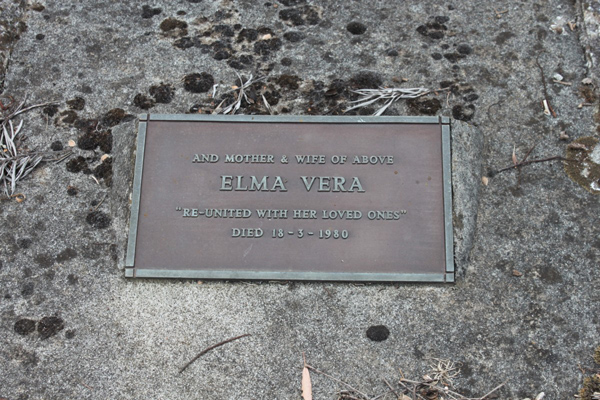 AND MOTHER & WIFE OF ABOVE
ELMA VERA
"RE-UNITED WITH HER LOVED ONES"
DIED 18-3-1980